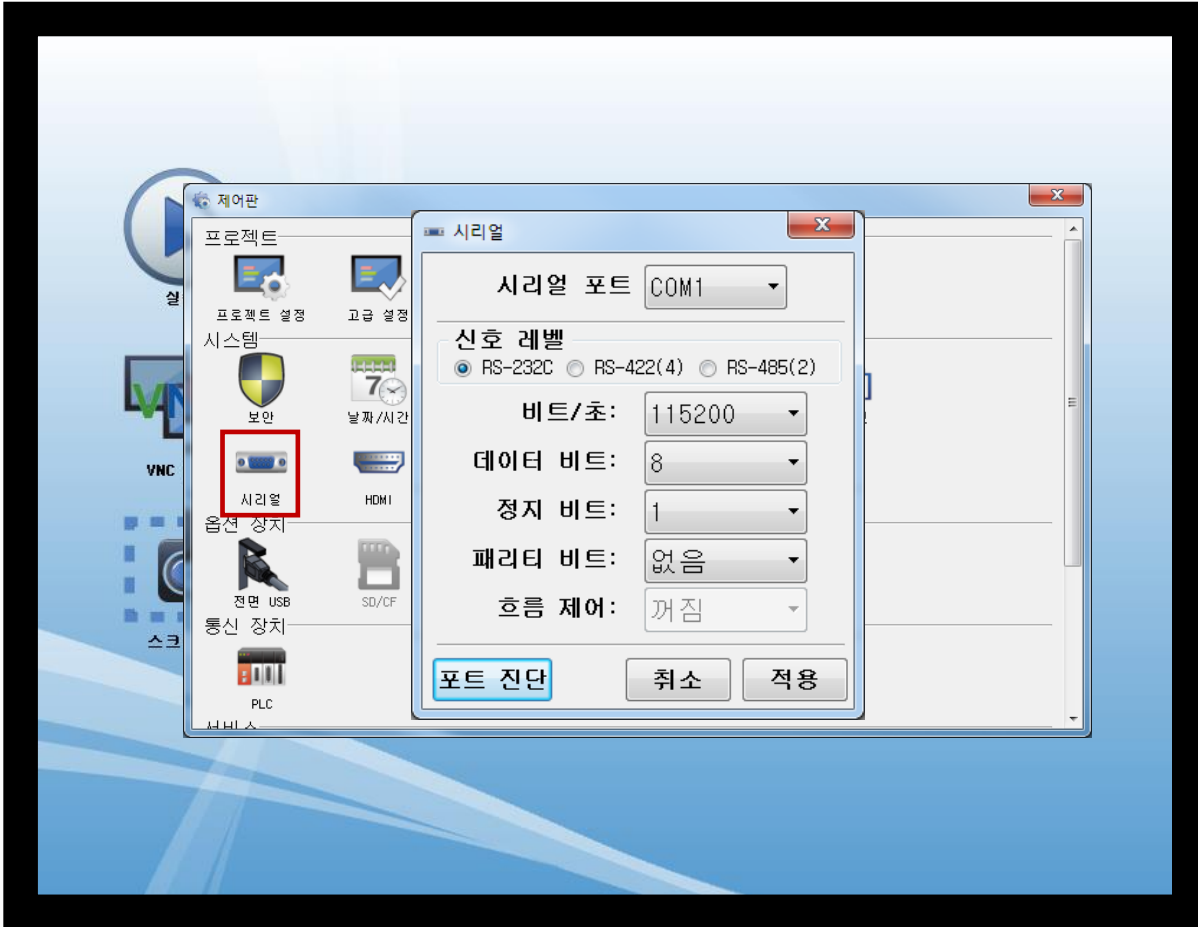 제어판
프로젝트
프로젝트 설정
고급 설정
시스템
보안
날짜/시간
VNC
시리얼
HDMI
옵션 장치
전면 USB
SD/CF
스크
통신 장치
PLC
시리얼
시리얼 포트 COM1
신호 레벨
RS-232C RS-422(4) RS-485(2)
비트/초: 115200
데이터 비트: 8
정지 비트: 1
패리티 비트: 없음
흐름 제어: 꺼짐
포트 진단 취소 적용